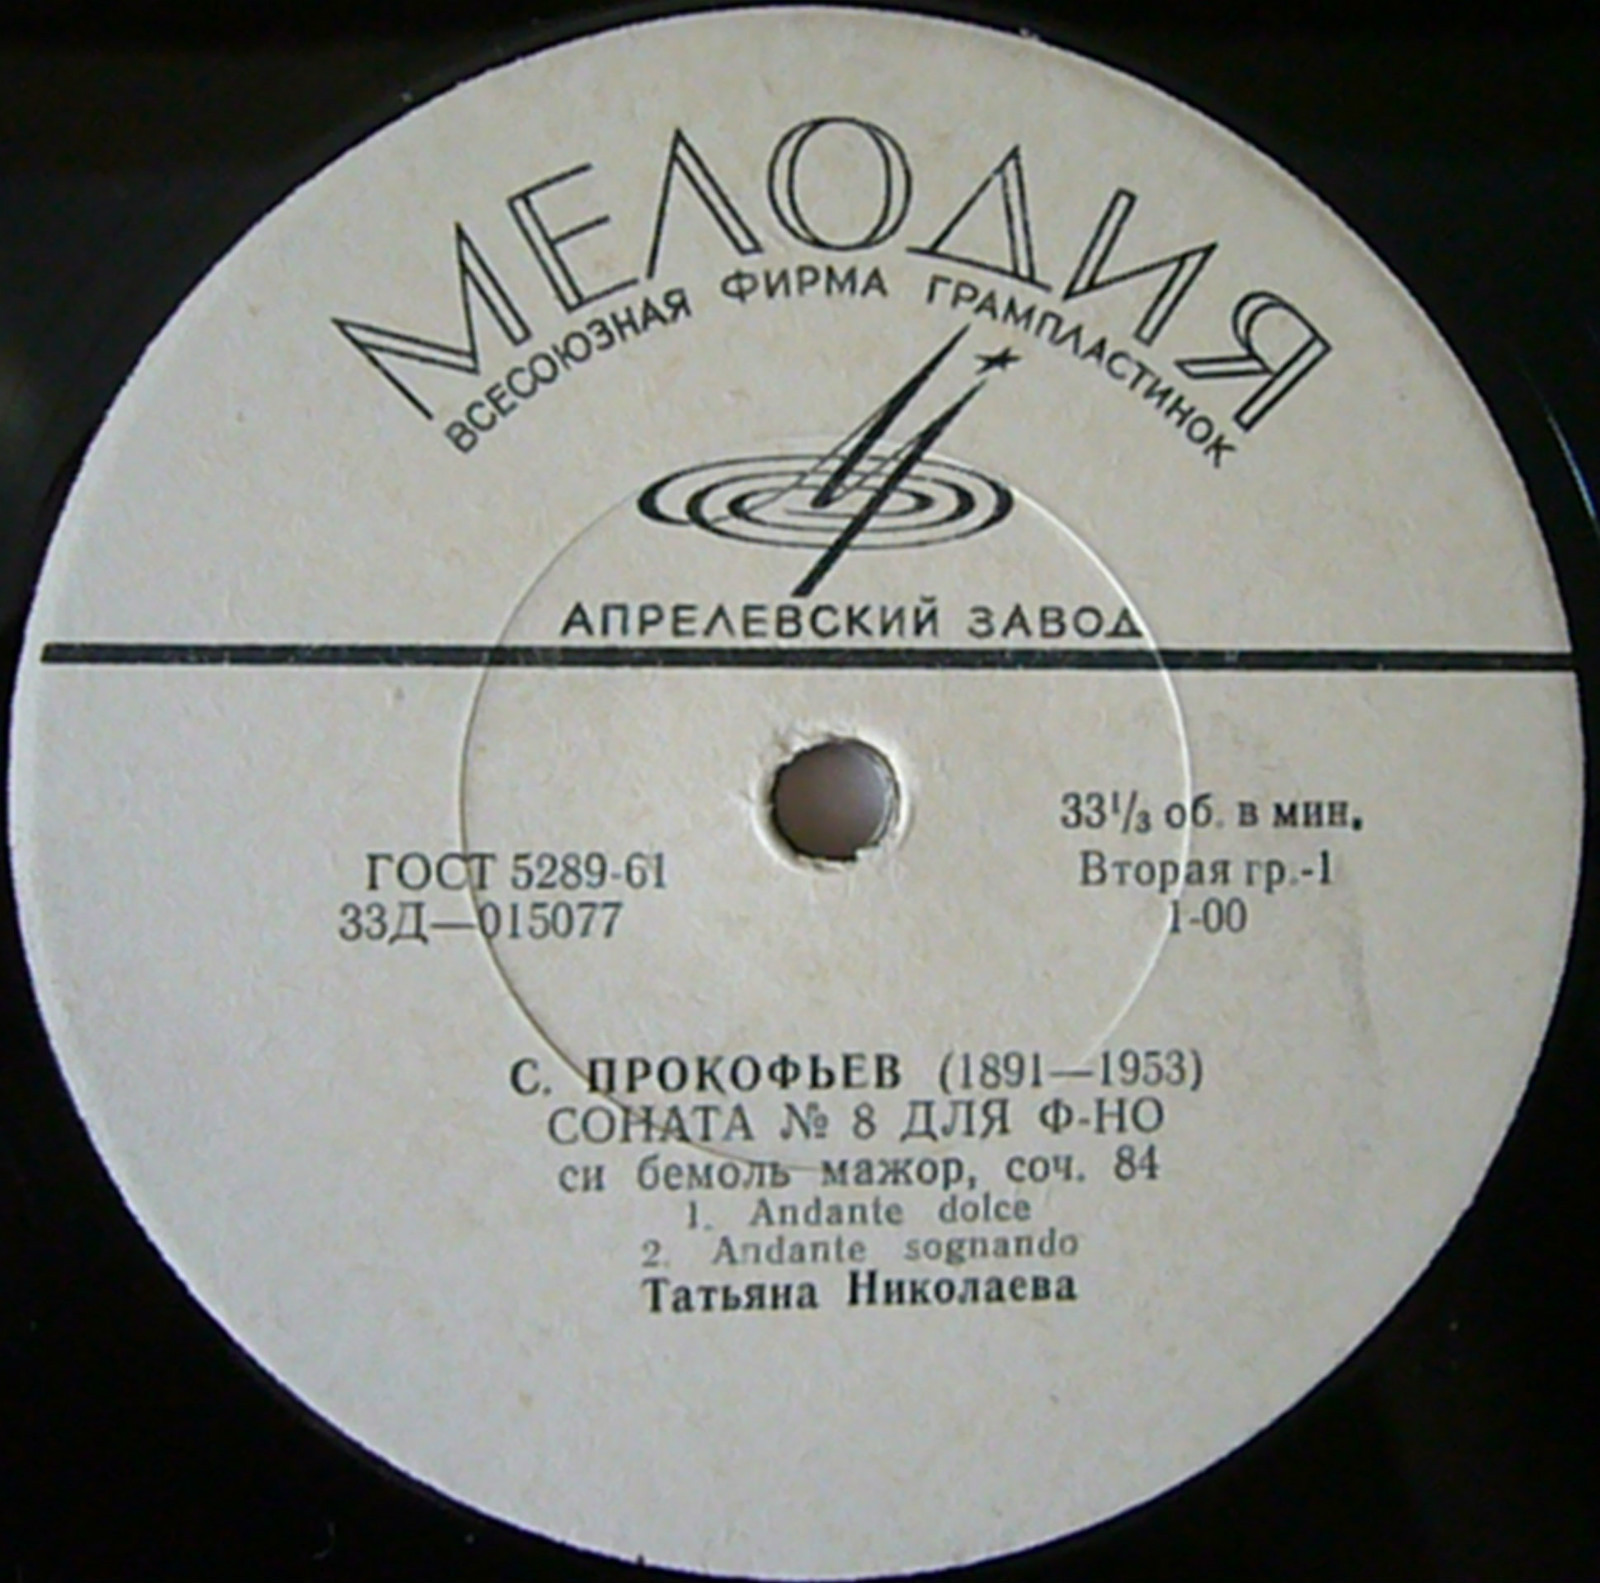 МЕЛОДИЯ
ВСЕСОЮЗНАЯ ФИРМА ГРАМПЛАСТИНОК
АПРЕЛЕВСКИЙ ЗАВОД
33⅓ об. в мин.
ГОСТ 5289-61
Вторая гр.-1
33Д—015077
1-00
С. ПРОКОФЬЕВ (1891—1953)
СОНАТА № 8 ДЛЯ Ф-НО
си бемоль мажор, соч. 84
1. Andante dolce
2. Andante sognando
Татьяна Николаева